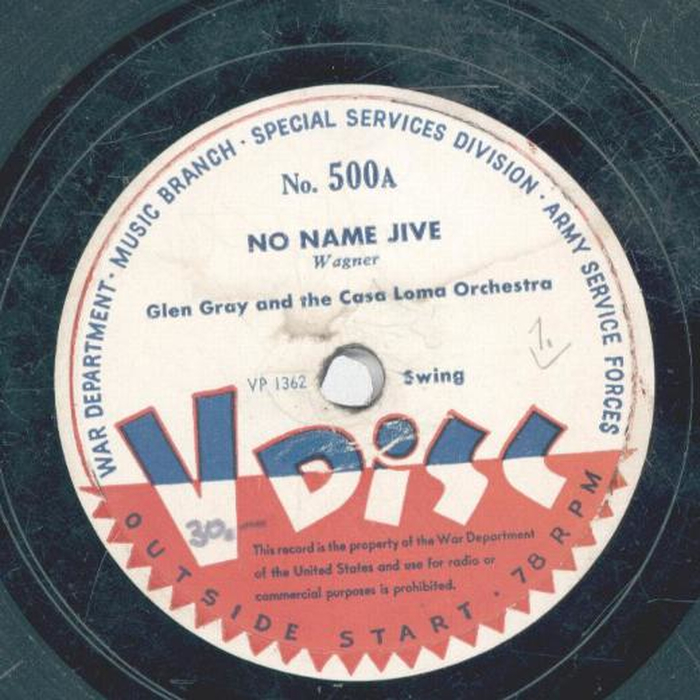 WAR DEPARTMENT · MUSIC BRANCH · SPECIAL SERVICES DIVISION · ARMY SERVICE FORCES
No. 500A
NO NAME JIVE
Wagner
Glen Gray and the Casa Loma Orchestra
1.
VP 1362 Swing
V DISC
30.
This record is the property of the War Department
of the United States and use for radio or
commercial purposes is prohibited.
OUTSIDE START · 78 RPM